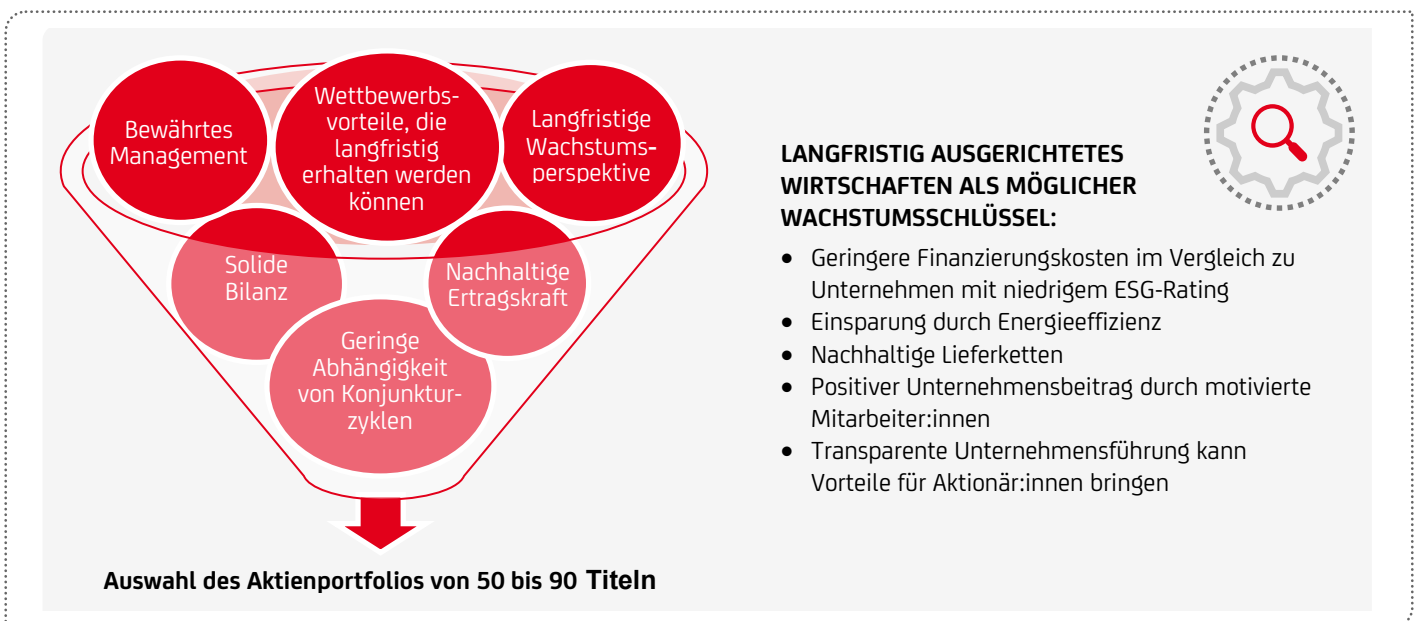 Bewährtes
Management
Wettbewerbs-
vorteile, die
langfristig
erhalten werden
können
Langfristige
Wachstums-
perspektive
Solide
Bilanz
Nachhaltige
Ertragskraft
Geringe
Abhängigkeit
von Konjunktur-
zyklen
Auswahl des Aktienportfolios von 50 bis 90 Titeln
LANGFRISTIG AUSGERICHTETES
WIRTSCHAFTEN ALS MÖGLICHER
WACHSTUMSSCHLÜSSEL:
• Geringere Finanzierungskosten im Vergleich zu
Unternehmen mit niedrigem ESG-Rating
• Einsparung durch Energieeffizienz
• Nachhaltige Lieferketten
• Positiver Unternehmensbeitrag durch motivierte
Mitarbeiter:innen
• Transparente Unternehmensführung kann
Vorteile für Aktionär:innen bringen